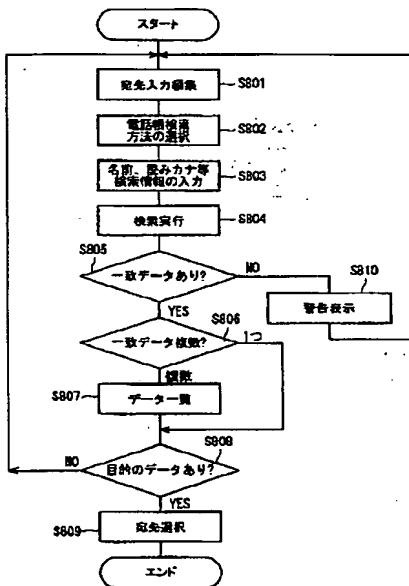 スタート
宛先入力編集
S801
電話帳検索
方法の選択
S802
名前、読みカナ等
検索情報の入力
S803
検索実行
S804
S805
一致データあり?
NO
S810
警告表示
YES
S806
一致データ複数?
1つ
複数
S807
データ一覧
S808
目的のデータあり?
NO
YES
S809
宛先選択
エンド